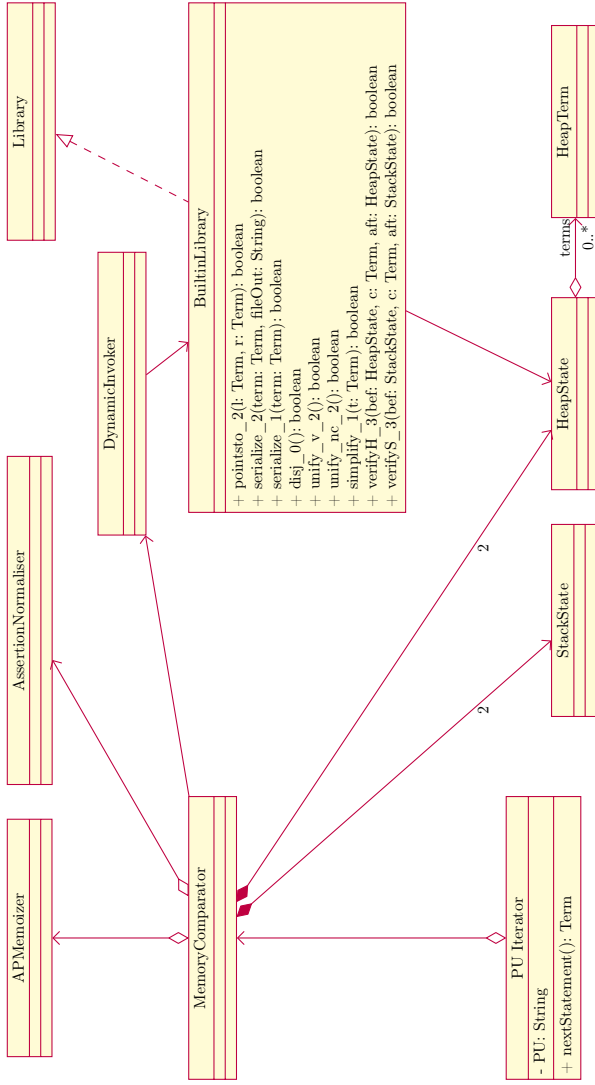 APMemoizer
AssertionNormaliser
Library
DynamicInvoker
MemoryComparator
BuiltinLibrary
+ pointsto_2(l: Term, r: Term): boolean
+ serialize_2(term: Term, fileOut: String): boolean
+ serialize_1(term: Term): boolean
+ disj_0(): boolean
+ unify_v_2(): boolean
+ unify_nc_2(): boolean
+ simplify_1(t: Term): boolean
+ verifyH_3(bef: HeapState, c: Term, aft: HeapState): boolean
+ verifyS_3(bef: StackState, c: Term, aft: StackState): boolean
2
2
PU Iterator
- PU: String
+ nextStatement(): Term
StackState
HeapState
terms
0..*
HeapTerm